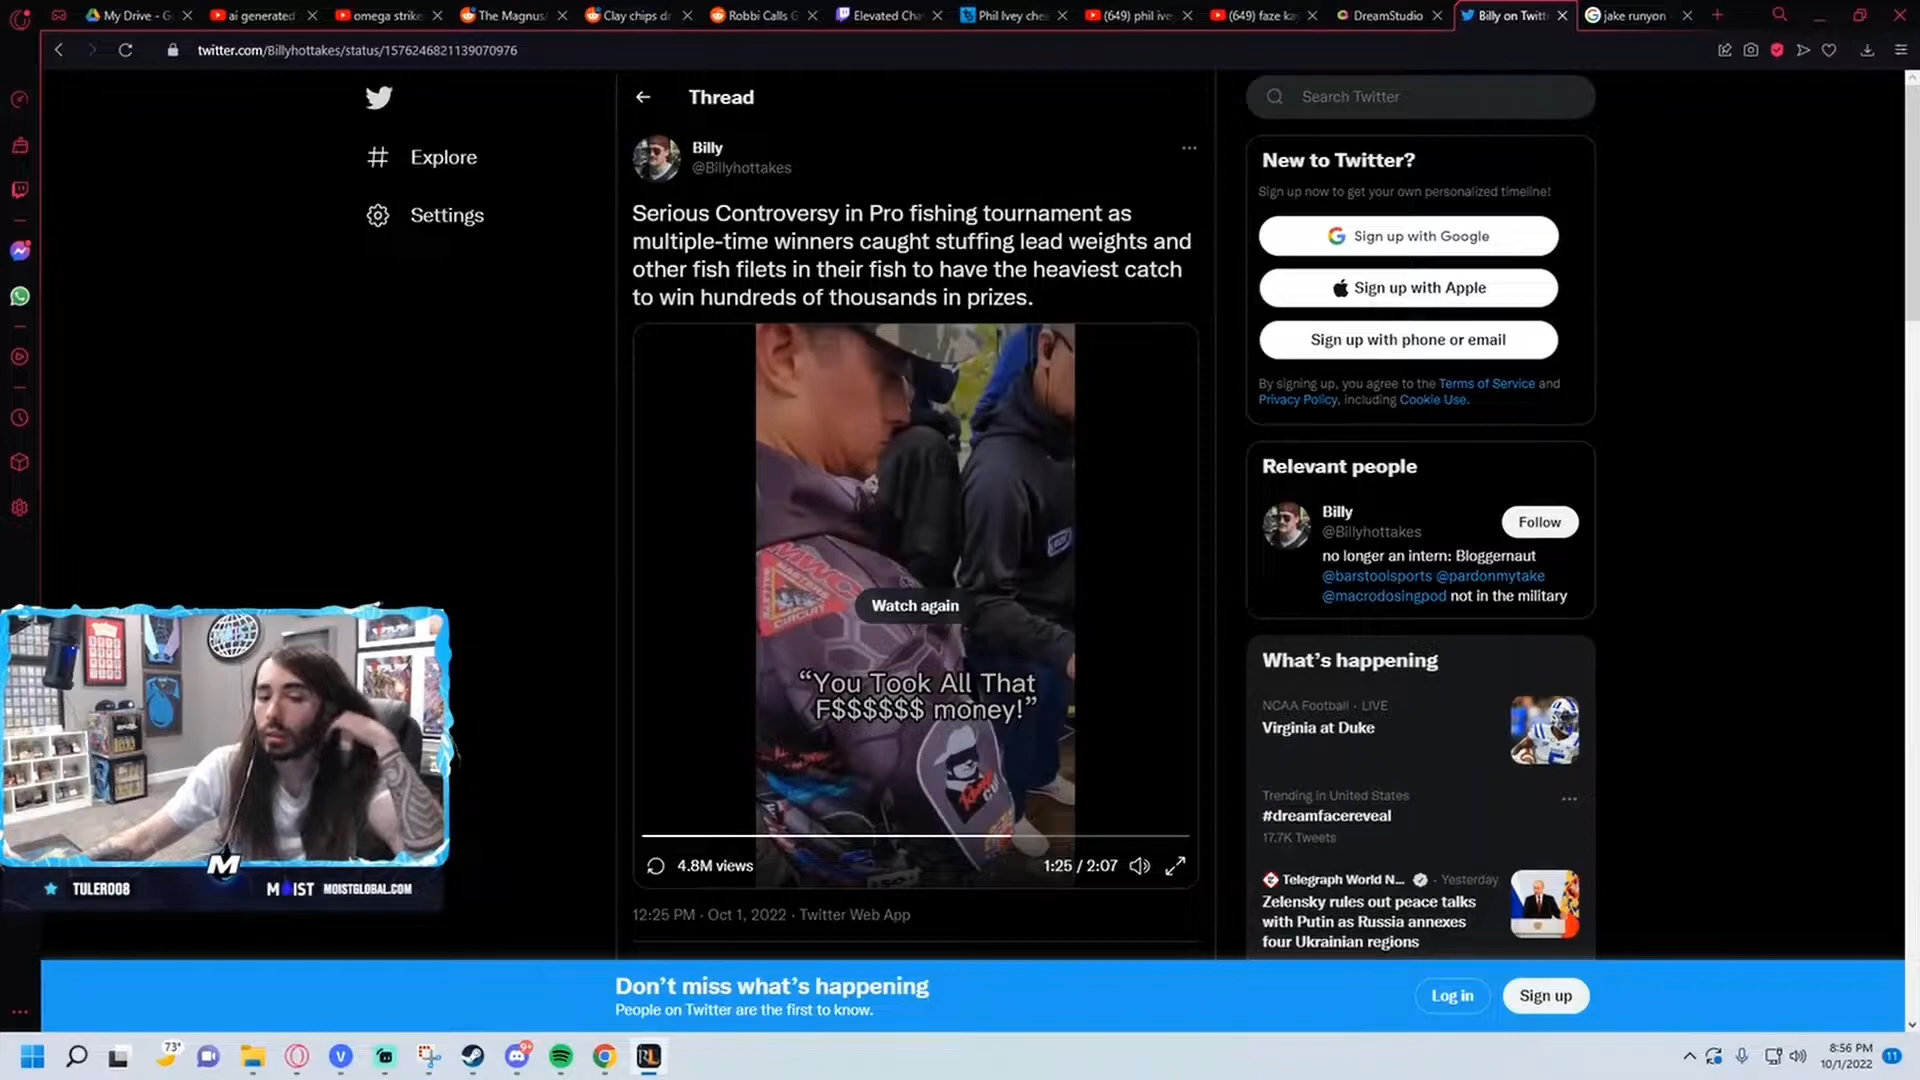 My Drive - G
ai generated
omega strike
The Magnus
Clay chips d
Robbi Calls G
Elevated Cha
Phil Ivey che
(649) phil ive
(649) faze ka
DreamStudio
Billy on Twitt
jake runyon
twitter.com/Billyhottakes/status/1576246821139070976
Explore
Settings
Thread
Billy
@Billyhottakes
Serious Controversy in Pro fishing tournament as
multiple-time winners caught stuffing lead weights and
other fish filets in their fish to have the heaviest catch
to win hundreds of thousands in prizes.
MWC
MASTERS
CIRCUIT
Watch again
“You Took All That
F$$$$$$ money!”
4.8M views
1:25 / 2:07
12:25 PM · Oct 1, 2022 · Twitter Web App
Search Twitter
New to Twitter?
Sign up now to get your own personalized timeline!
Sign up with Google
Sign up with Apple
Sign up with phone or email
By signing up, you agree to the Terms of Service and
Privacy Policy, including Cookie Use.
Relevant people
Billy
@Billyhottakes
Follow
no longer an intern: Bloggernaut
@barstoolsports @pardonmytake
@macrodosingpod not in the military
What’s happening
NCAA Football · LIVE
Virginia at Duke
Trending in United States
#dreamfacereveal
17.7K Tweets
Telegraph World N... · Yesterday
Zelensky rules out peace talks
with Putin as Russia annexes
four Ukrainian regions
M
TULER008
MOIST
MOISTGLOBAL.COM
Don’t miss what’s happening
People on Twitter are the first to know.
Log in
Sign up
73°
9+
8:56 PM
10/1/2022
11